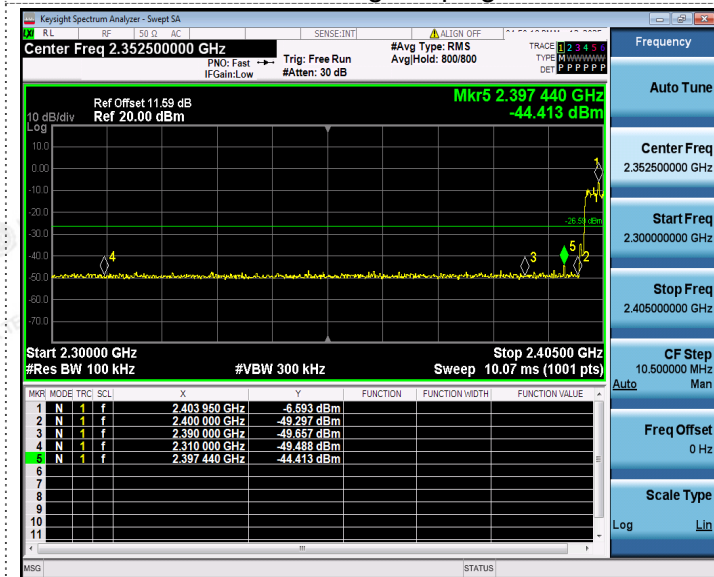 Keysight Spectrum Analyzer - Swept SA
LXI RL RF 50 Ω AC SENSE:INT ALIGN OFF
Center Freq 2.352500000 GHz
PNO: Fast
IFGain:Low
Trig: Free Run
#Atten: 30 dB
#Avg Type: RMS
Avg|Hold: 800/800
TRACE 1 2 3 4 5 6
TYPE M WWWWW
DET P P P P P P
Frequency
Auto Tune
Center Freq
2.352500000 GHz
Start Freq
2.300000000 GHz
Stop Freq
2.405000000 GHz
CF Step
10.500000 MHz
Auto Man
Freq Offset
0 Hz
Scale Type
Log Lin
Mkr5 2.397 440 GHz
-44.413 dBm
Ref Offset 11.59 dB
10 dB/div Ref 20.00 dBm
Log
10.0
0.00
-10.0
-20.0
-30.0
-40.0
-50.0
-60.0
-70.0
-26.59 dBm
1
4
3
5
2
Start 2.30000 GHz Stop 2.40500 GHz
#Res BW 100 kHz #VBW 300 kHz Sweep 10.07 ms (1001 pts)
MKR MODE TRC SCL X Y FUNCTION FUNCTION WIDTH FUNCTION VALUE
1 N 1 f 2.403 950 GHz -6.593 dBm
2 N 1 f 2.400 000 GHz -49.297 dBm
3 N 1 f 2.390 000 GHz -49.657 dBm
4 N 1 f 2.310 000 GHz -49.488 dBm
5 N 1 f 2.397 440 GHz -44.413 dBm
6
7
8
9
10
11
MSG STATUS